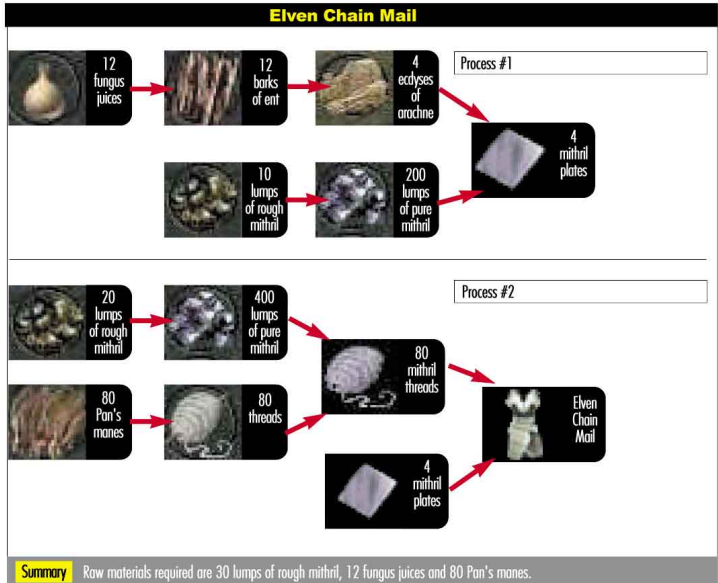 Elven Chain Mail
12
fungus
juices
12
barks
of ent
4
ecdyses
of
arachne
Process #1
4
mithril
plates
10
lumps
of rough
mithril
200
lumps
of pure
mithril
20
lumps
of rough
mithril
400
lumps
of pure
mithril
Process #2
80
mithril
threads
80
Pan's
manes
80
threads
Elven
Chain
Mail
4
mithril
plates
Summary Raw materials required are 30 lumps of rough mithril, 12 fungus juices and 80 Pan's manes.